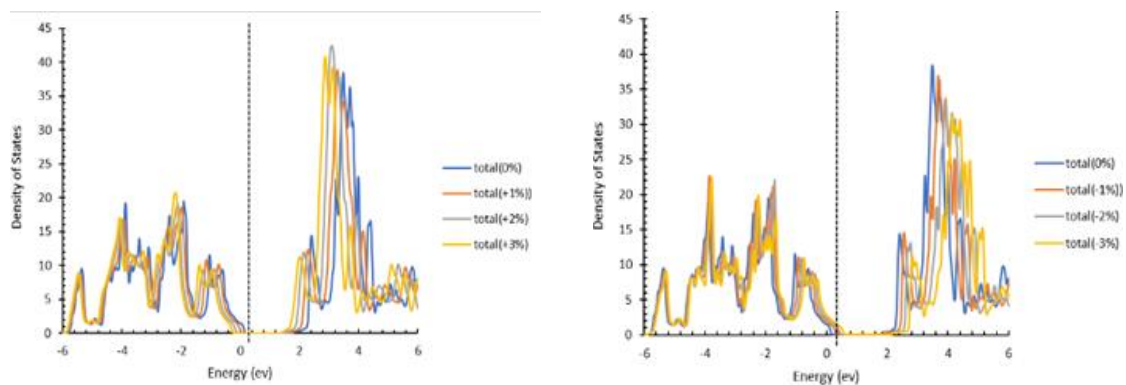 45
40
35
30
25
20
15
10
5
0
Density of States
-6
-4
-2
0
2
4
6
Energy (ev)
total(0%)
total(+1%))
total(+2%)
total(+3%)
45
40
35
30
25
20
15
10
5
0
Density of States
-6
-4
-2
0
2
4
6
Energy (ev)
total(0%)
total(-1%))
total(-2%)
total(-3%)